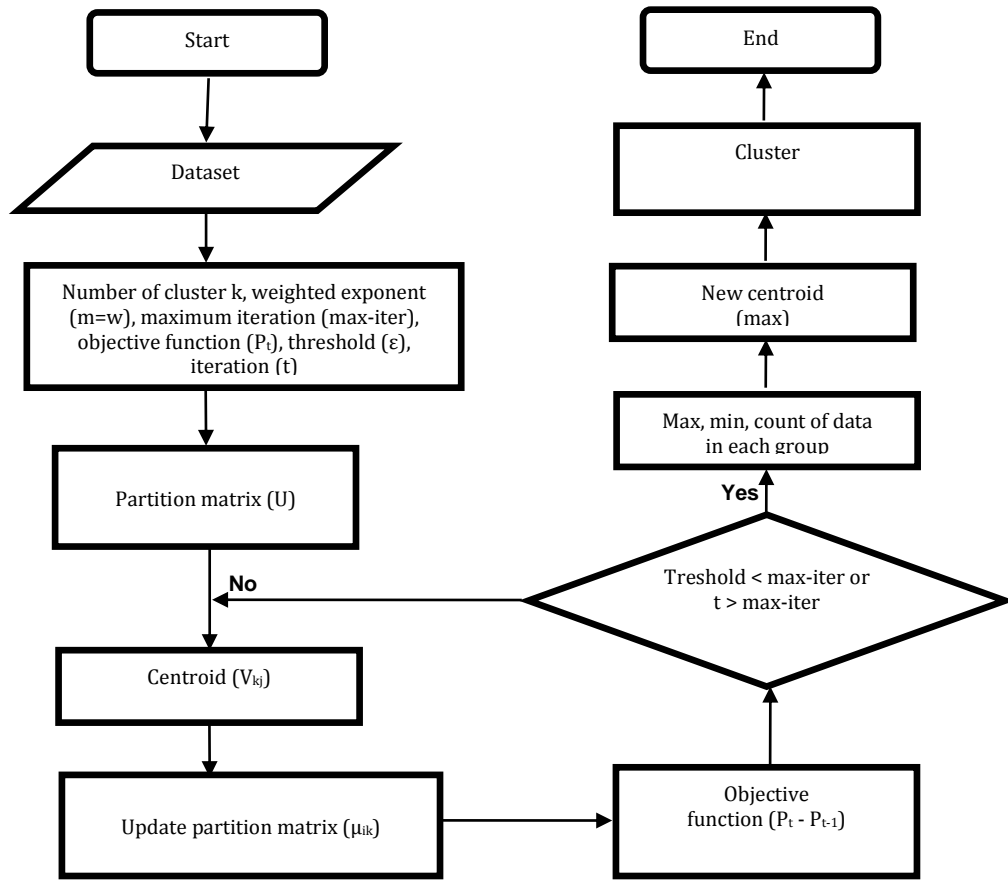 Start
Dataset
Number of cluster k, weighted exponent
(m=w), maximum iteration (max-iter),
objective function (Pₜ), threshold (ε),
iteration (t)
Partition matrix (U)
No
Centroid (Vₖⱼ)
Update partition matrix (μᵢₖ)
Objective
function (Pₜ - Pₜ₋₁)
Treshold < max-iter or
t > max-iter
Yes
Max, min, count of data
in each group
New centroid
(max)
Cluster
End